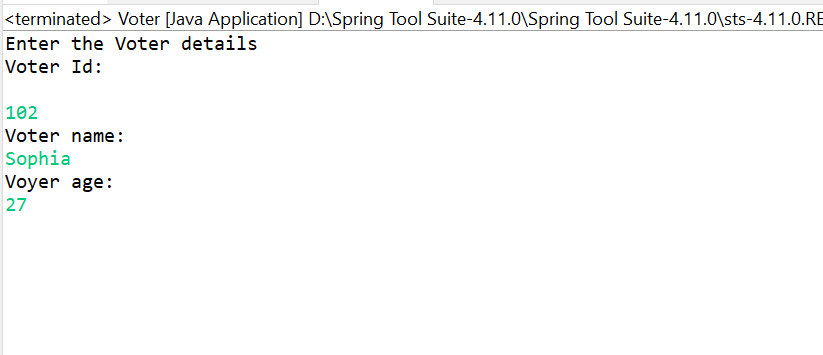 <terminated> Voter [Java Application] D:\Spring Tool Suite-4.11.0\Spring Tool Suite-4.11.0\sts-4.11.0.RE
Enter the Voter details
Voter Id:
102
Voter name:
Sophia
Voyer age:
27